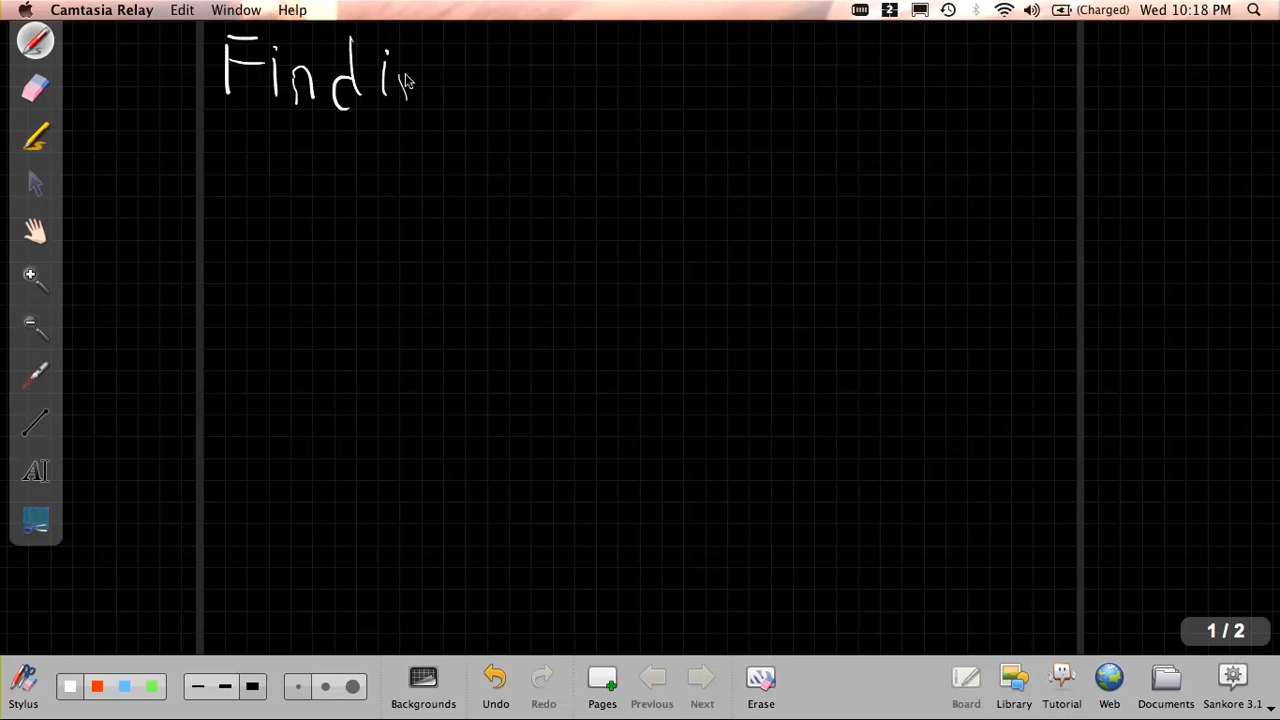 Camtasia Relay Edit Window Help (Charged) Wed 10:18 PM
Findi
AI
1 / 2
Stylus Backgrounds Undo Redo Pages Previous Next Erase Board Library Tutorial Web Documents Sankore 3.1